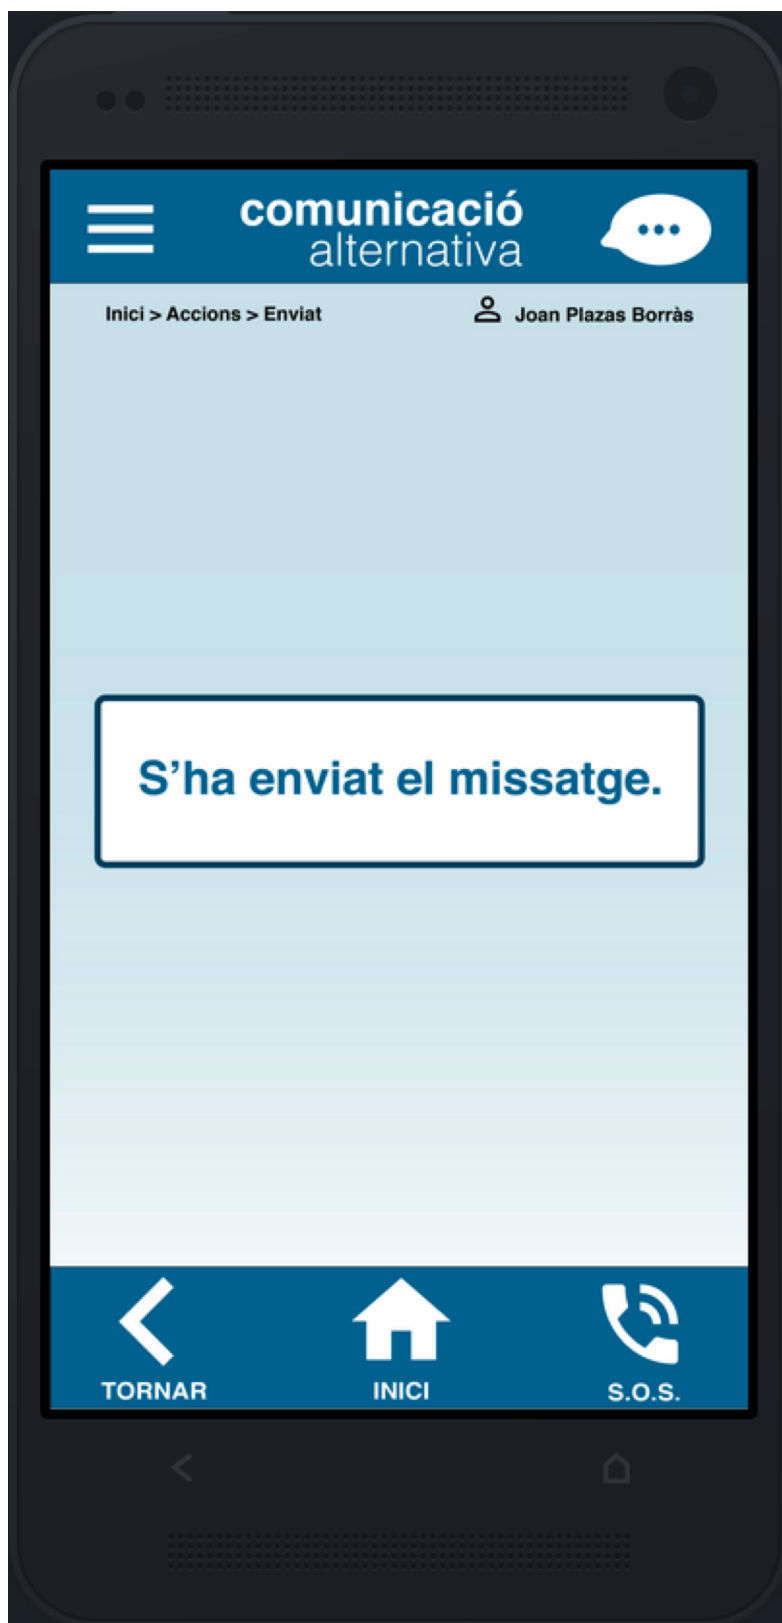 comunicació
alternativa
Inici > Accions > Enviat
Joan Plazas Borràs
S’ha enviat el missatge.
TORNAR
INICI
S.O.S.